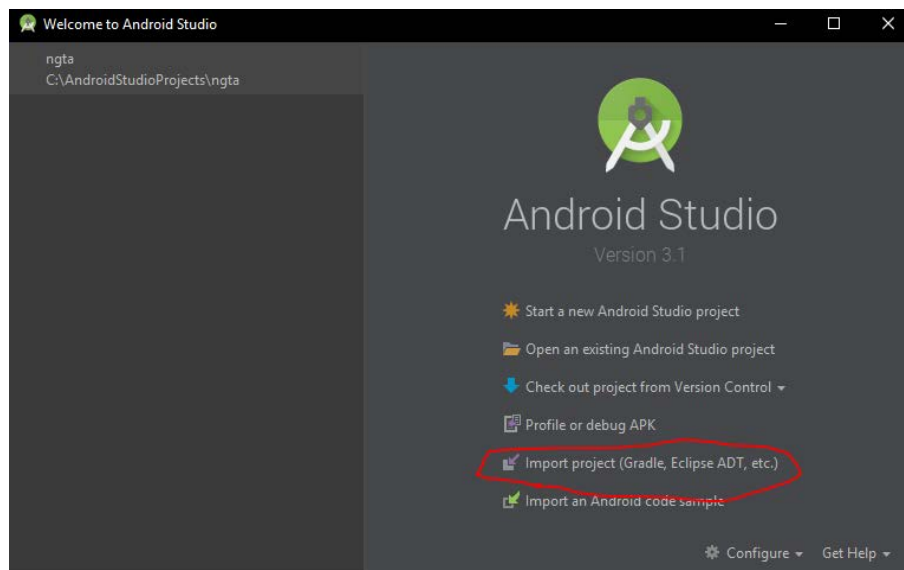 Welcome to Android Studio
ngta
C:\AndroidStudioProjects\ngta
Android Studio
Version 3.1
Start a new Android Studio project
Open an existing Android Studio project
Check out project from Version Control
Profile or debug APK
Import project (Gradle, Eclipse ADT, etc.)
Import an Android code sample
Configure Get Help